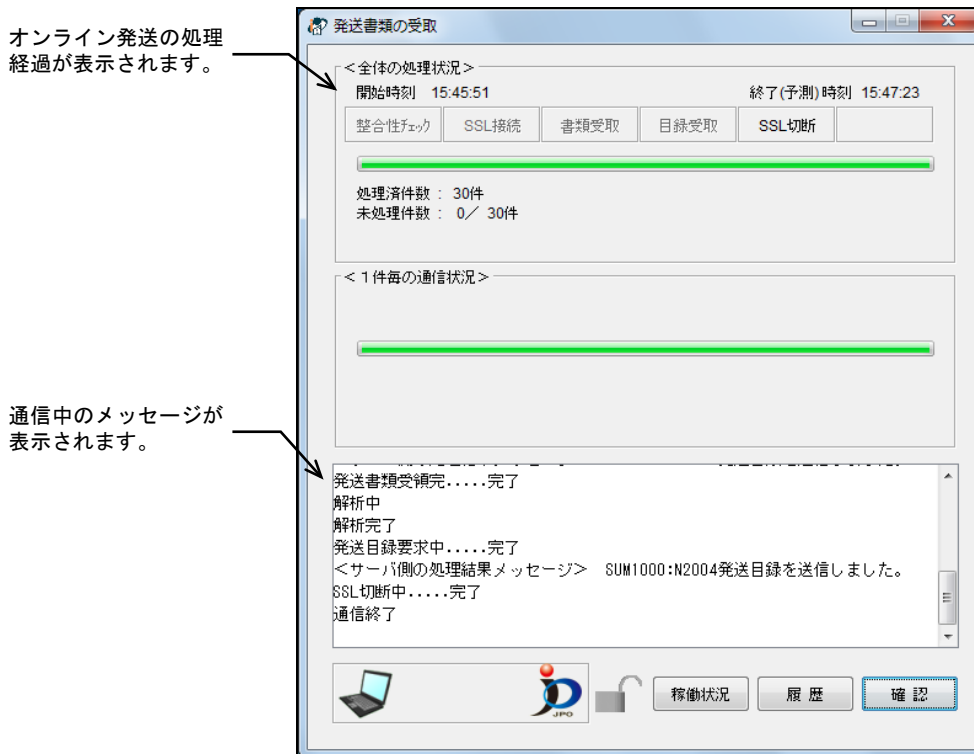 オンライン発送の処理
経過が表示されます。
発送書類の受取
＜全体の処理状況＞
開始時刻 15:45:51
終了(予測)時刻 15:47:23
整合性ﾁｪｯｸ SSL接続 書類受取 目録受取 SSL切断
処理済件数： 30件
未処理件数： 0／ 30件
＜１件毎の通信状況＞
通信中のメッセージが
表示されます。
発送書類受領完.....完了
解析中
解析完了
発送目録要求中.....完了
＜サーバ側の処理結果メッセージ＞ SUM1000:N2004発送目録を送信しました。
SSL切断中.....完了
通信終了
JPO
稼働状況 履歴 確認